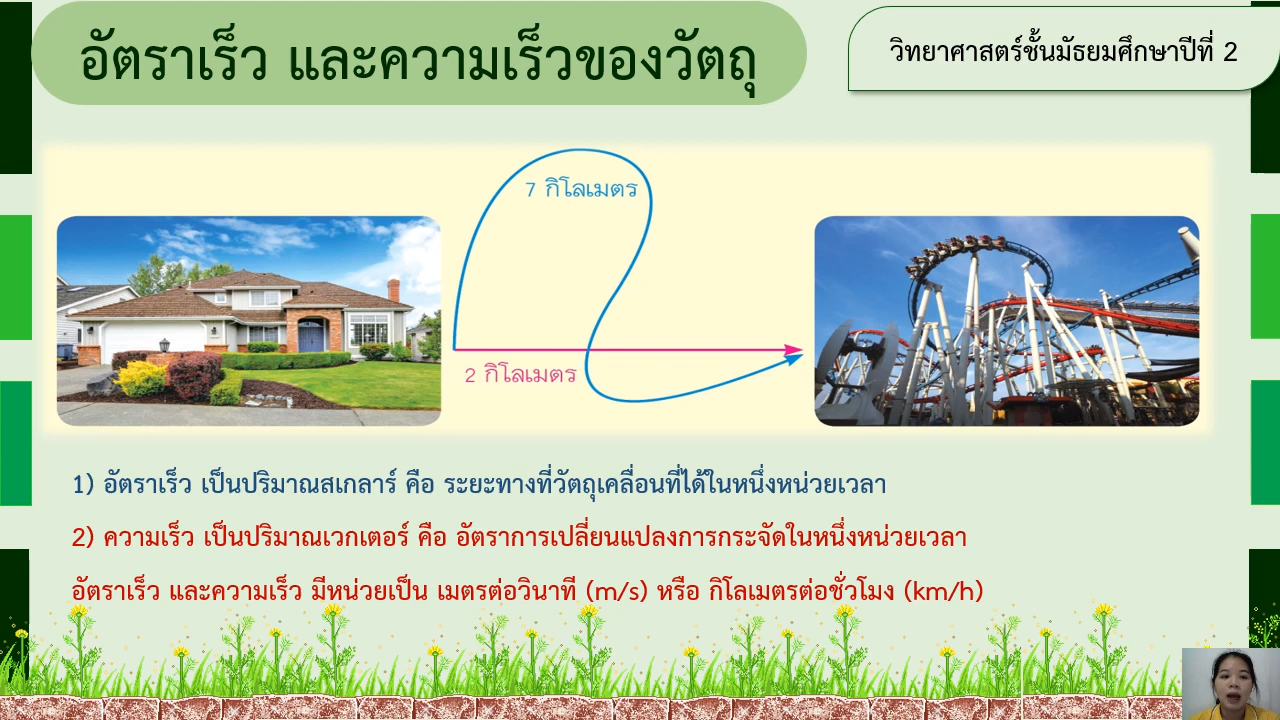 อัตราเร็ว และความเร็วของวัตถุ
วิทยาศาสตร์ชั้นมัธยมศึกษาปีที่ 2
7 กิโลเมตร
2 กิโลเมตร
1) อัตราเร็ว เป็นปริมาณสเกลาร์ คือ ระยะทางที่วัตถุเคลื่อนที่ได้ในหนึ่งหน่วยเวลา
2) ความเร็ว เป็นปริมาณเวกเตอร์ คือ อัตราการเปลี่ยนแปลงการกระจัดในหนึ่งหน่วยเวลา
อัตราเร็ว และความเร็ว มีหน่วยเป็น เมตรต่อวินาที (m/s) หรือ กิโลเมตรต่อชั่วโมง (km/h)